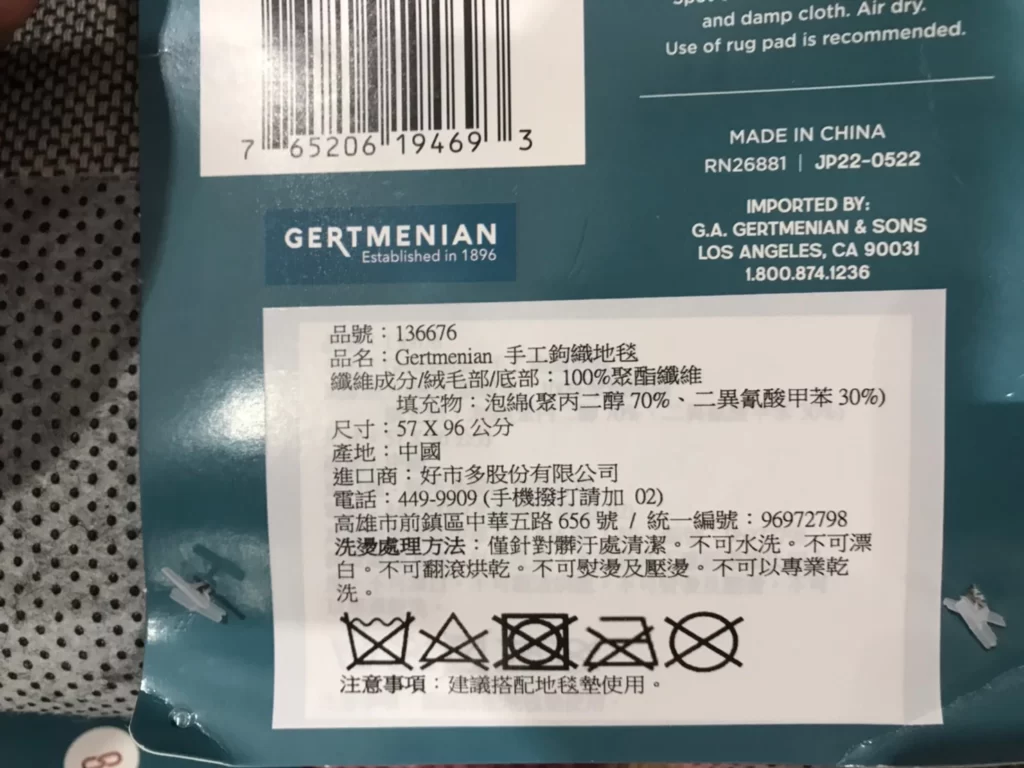 and damp cloth. Air dry.
Use of rug pad is recommended.
7 65206 19469 3
MADE IN CHINA
RN26881 | JP22-0522
IMPORTED BY:
G.A. GERTMENIAN & SONS
LOS ANGELES, CA 90031
1.800.874.1236
GERTMENIAN
Established in 1896
品號：136676
品名：Gertmenian 手工鉤織地毯
纖維成分/絨毛部/底部：100%聚酯纖維
填充物：泡綿(聚丙二醇 70%、二異氰酸甲苯 30%)
尺寸：57 X 96 公分
產地：中國
進口商：好市多股份有限公司
電話：449-9909 (手機撥打請加 02)
高雄市前鎮區中華五路 656 號 / 統一編號：96972798
洗燙處理方法：僅針對髒汙處清潔。不可水洗。不可漂
白。不可翻滾烘乾。不可熨燙及壓燙。不可以專業乾
洗。
注意事項：建議搭配地毯墊使用。